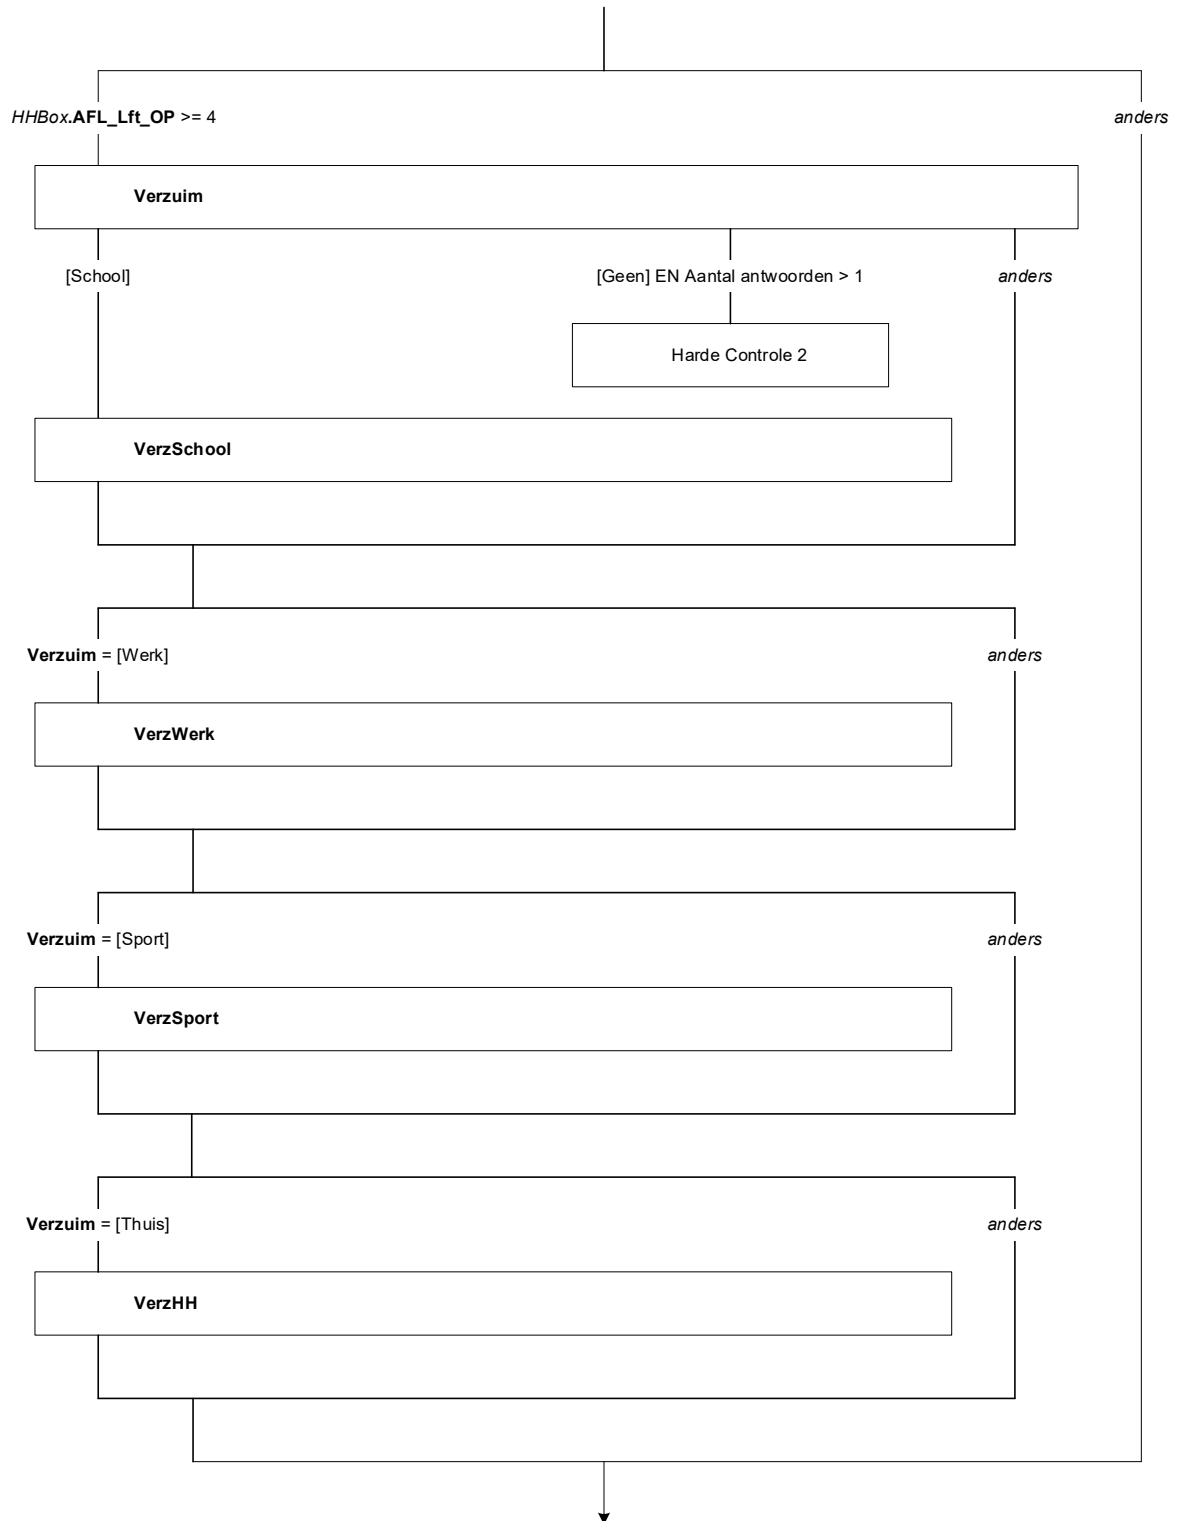 HHBox.AFL_Lft_OP >= 4 anders
Verzuim
[School] [Geen] EN Aantal antwoorden > 1 anders
Harde Controle 2
VerzSchool
Verzuim = [Werk] anders
VerzWerk
Verzuim = [Sport] anders
VerzSport
Verzuim = [Thuis] anders
VerzHH